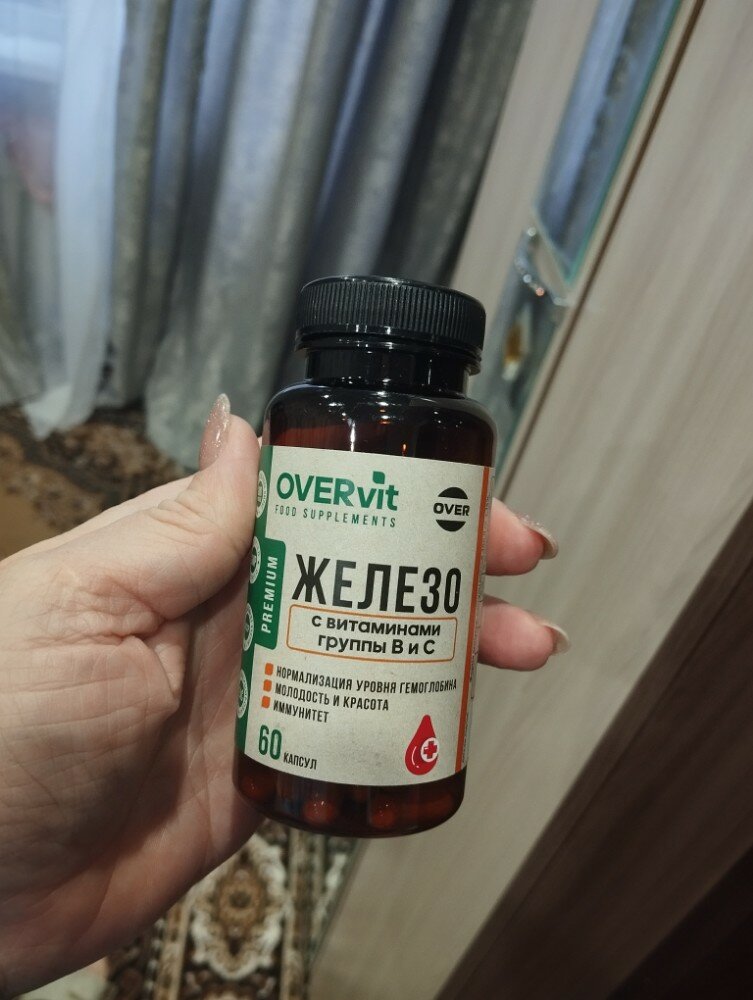 OVERvit
FOOD SUPPLEMENTS
OVER
PREMIUM
ЖЕЛЕЗО
с витаминами
группы В и С
НОРМАЛИЗАЦИЯ УРОВНЯ ГЕМОГЛОБИНА
МОЛОДОСТЬ И КРАСОТА
ИММУНИТЕТ
60 КАПСУЛ